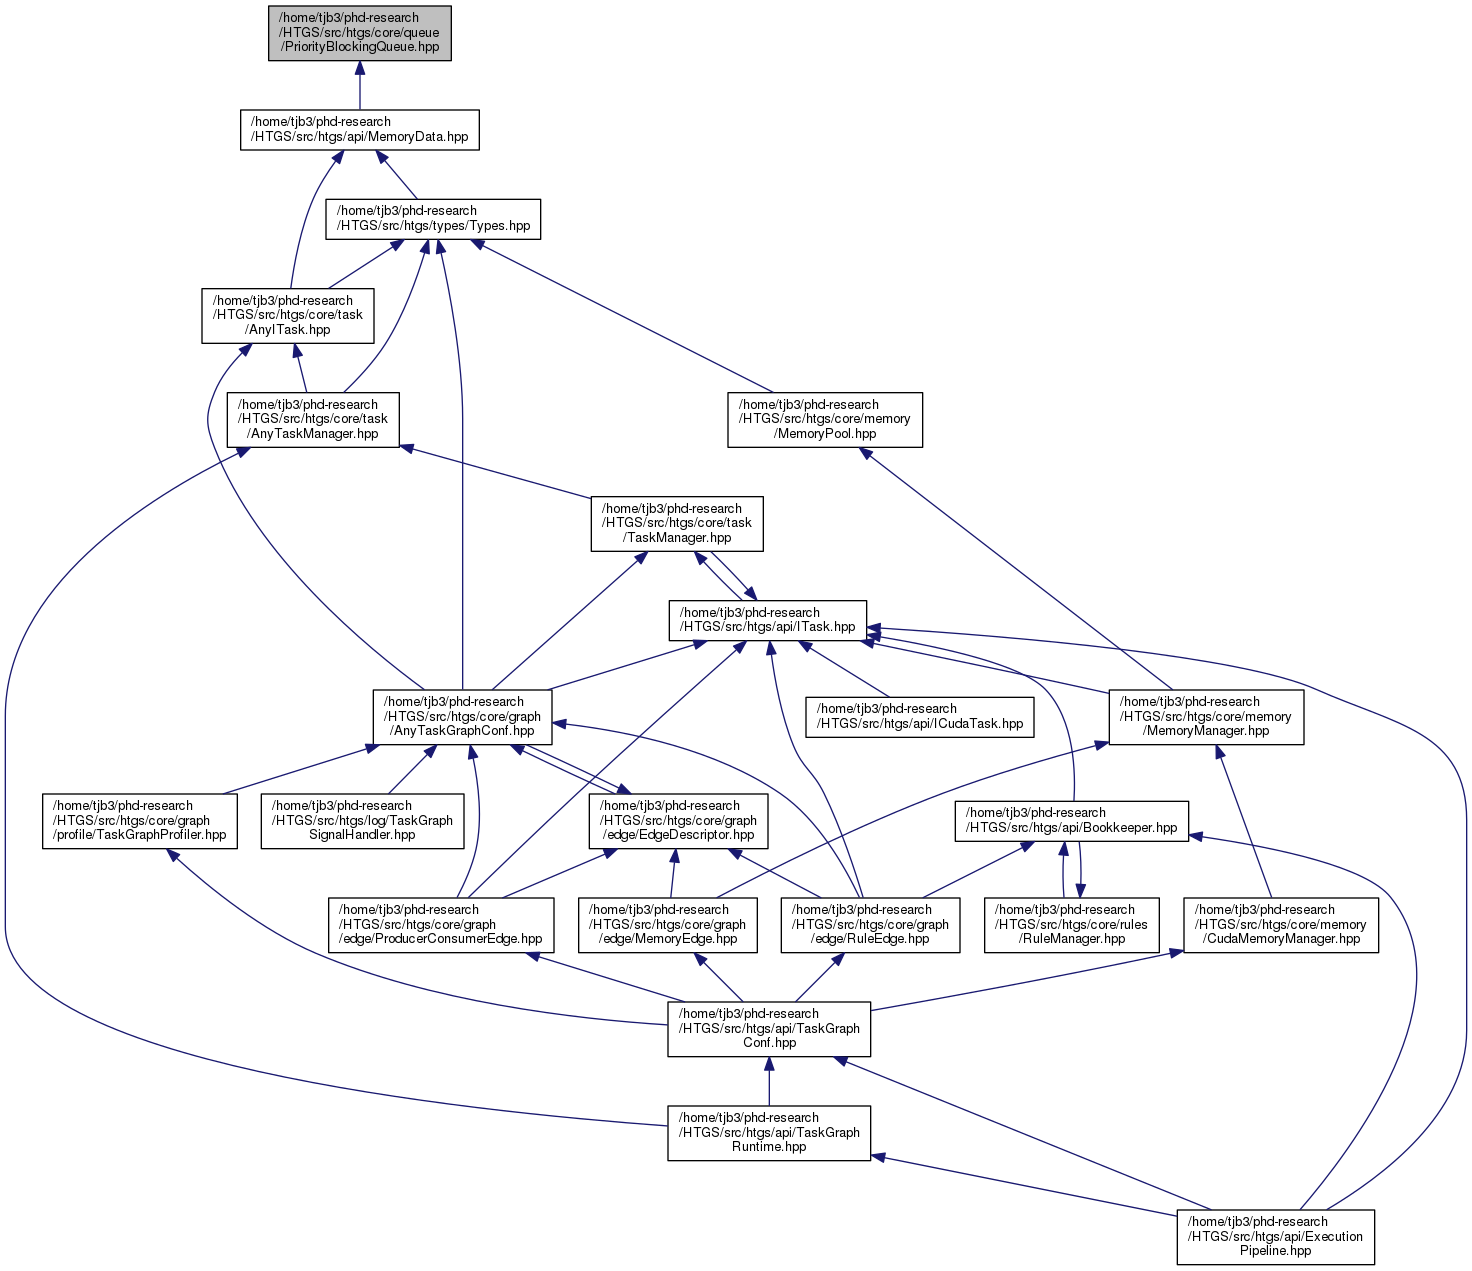 /home/tjb3/phd-research
/HTGS/src/htgs/core/queue
/PriorityBlockingQueue.hpp
/home/tjb3/phd-research
/HTGS/src/htgs/api/MemoryData.hpp
/home/tjb3/phd-research
/HTGS/src/htgs/types/Types.hpp
/home/tjb3/phd-research
/HTGS/src/htgs/core/task
/AnyITask.hpp
/home/tjb3/phd-research
/HTGS/src/htgs/core/task
/AnyTaskManager.hpp
/home/tjb3/phd-research
/HTGS/src/htgs/core/memory
/MemoryPool.hpp
/home/tjb3/phd-research
/HTGS/src/htgs/core/task
/TaskManager.hpp
/home/tjb3/phd-research
/HTGS/src/htgs/api/ITask.hpp
/home/tjb3/phd-research
/HTGS/src/htgs/core/graph
/AnyTaskGraphConf.hpp
/home/tjb3/phd-research
/HTGS/src/htgs/api/ICudaTask.hpp
/home/tjb3/phd-research
/HTGS/src/htgs/core/memory
/MemoryManager.hpp
/home/tjb3/phd-research
/HTGS/src/htgs/core/graph
/profile/TaskGraphProfiler.hpp
/home/tjb3/phd-research
/HTGS/src/htgs/log/TaskGraph
SignalHandler.hpp
/home/tjb3/phd-research
/HTGS/src/htgs/core/graph
/edge/EdgeDescriptor.hpp
/home/tjb3/phd-research
/HTGS/src/htgs/api/Bookkeeper.hpp
/home/tjb3/phd-research
/HTGS/src/htgs/core/graph
/edge/ProducerConsumerEdge.hpp
/home/tjb3/phd-research
/HTGS/src/htgs/core/graph
/edge/MemoryEdge.hpp
/home/tjb3/phd-research
/HTGS/src/htgs/core/graph
/edge/RuleEdge.hpp
/home/tjb3/phd-research
/HTGS/src/htgs/core/rules
/RuleManager.hpp
/home/tjb3/phd-research
/HTGS/src/htgs/core/memory
/CudaMemoryManager.hpp
/home/tjb3/phd-research
/HTGS/src/htgs/api/TaskGraph
Conf.hpp
/home/tjb3/phd-research
/HTGS/src/htgs/api/TaskGraph
Runtime.hpp
/home/tjb3/phd-research
/HTGS/src/htgs/api/Execution
Pipeline.hpp